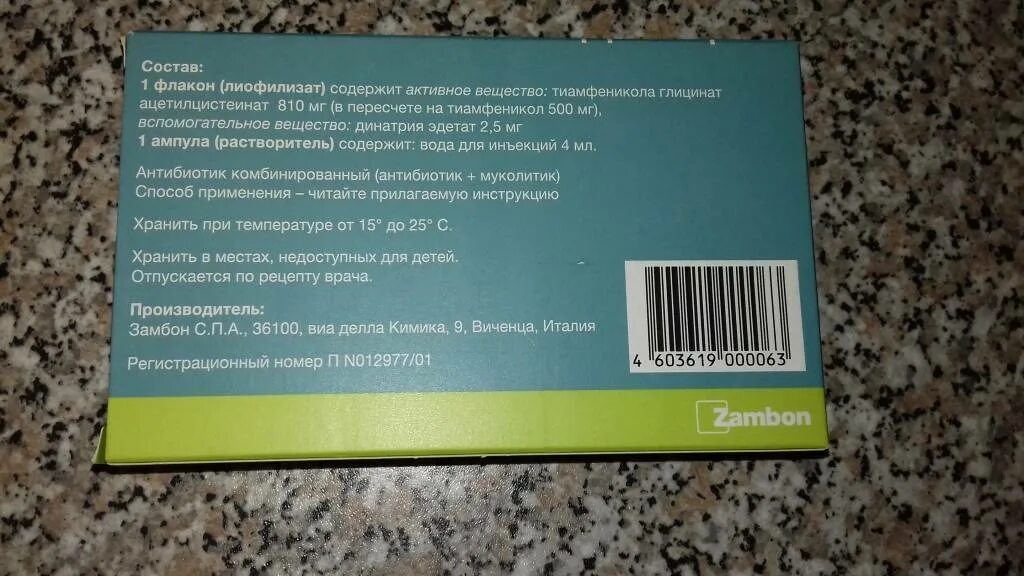 Состав:
1 флакон (лиофилизат) содержит активное вещество: тиамфеникола глицинат
ацетилцистеинат 810 мг (в пересчете на тиамфеникол 500 мг),
вспомогательное вещество: динатрия эдетат 2,5 мг
1 ампула (растворитель) содержит: вода для инъекций 4 мл.
Антибиотик комбинированный (антибиотик + муколитик)
Способ применения – читайте прилагаемую инструкцию
Хранить при температуре от 15° до 25° С.
Хранить в местах, недоступных для детей.
Отпускается по рецепту врача.
Производитель:
Замбон С.П.А., 36100, виа делла Кимика, 9, Виченца, Италия
Регистрационный номер П N012977/01
4 603619 000063
Zambon